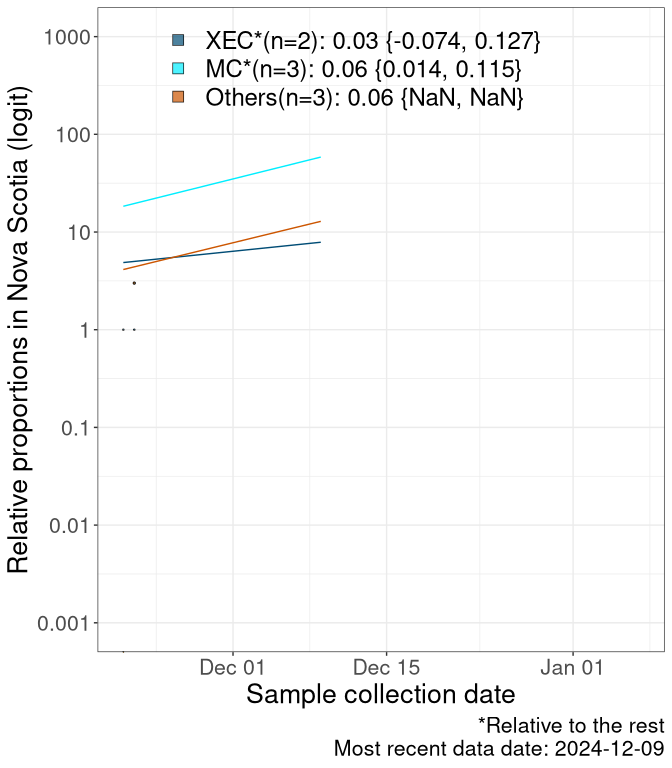 XEC*(n=2): 0.03 {-0.074, 0.127}
MC*(n=3): 0.06 {0.014, 0.115}
Others(n=3): 0.06 {NaN, NaN}
Relative proportions in Nova Scotia (logit)
1000
100
10
1
0.1
0.01
0.001
Dec 01 Dec 15 Jan 01
Sample collection date
*Relative to the rest
Most recent data date: 2024-12-09